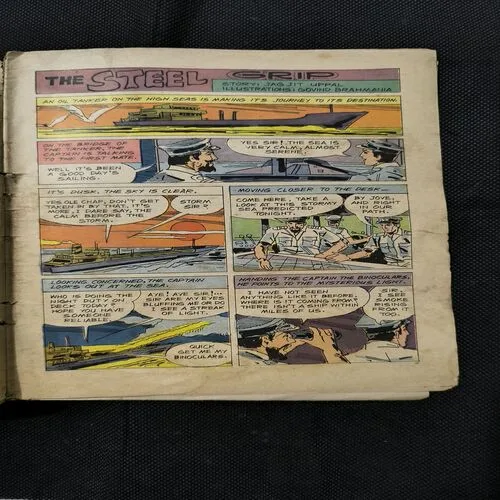 THE STEEL GRIP
STORY: JAGJIT UPPAL
ILLUSTRATIONS: GOVIND BRAHMANIA
AN OIL TANKER ON THE HIGH SEAS IS MAKING IT'S JOURNEY TO ITS DESTINATION.
ON THE BRIDGE OF
THE TANKER, THE
CAPTAIN IS TALKING
TO THE FIRST MATE.
WELL IT'S BEEN
A GOOD DAY'S
SAILING.
YES SIR! THE SEA IS
VERY CALM, ALMOST
SERENE.
IT'S DUSK, THE SKY IS CLEAR.
YES OLE CHAP, DON'T GET
TAKEN IN BY THAT, IT'S
MORE, I DARE SAY, THE
CALM BEFORE THE
STORM.
STORM
SIR?
MOVING CLOSER TO THE DESK...
COME HERE, TAKE A
LOOK AT THIS STORMY
SEA PREDICTED
TONIGHT.
BY JOVE,
AND RIGHT
IN OUR
PATH.
LOOKING CONCERNED, THE CAPTAIN
LOOKS OUT AT THE SEA.
WHO IS DOING THE
NIGHT DUTY ON
DECK? I DO
HOPE YOU HAVE
SOMEONE
RELIABLE.
AYE! AVE SIR!...
SIR ARE MY EYES
BLUFFING ME OR DO
I SEE A STREAK
OF LIGHT.
QUICK
GET ME MY
BINOCULARS.
HANDING THE CAPTAIN THE BINOCULARS,
HE POINTS TO THE MYSTERIOUS LIGHT.
I HAVE NOT SEEN
ANYTHING LIKE IT BEFORE,
WHERE IS IT COMING FROM?
THERE ISN'T A SHIP WITHIN
MILES OF US.
SIR,
I SEE
SMOKE
RISING
FROM IT
TOO.